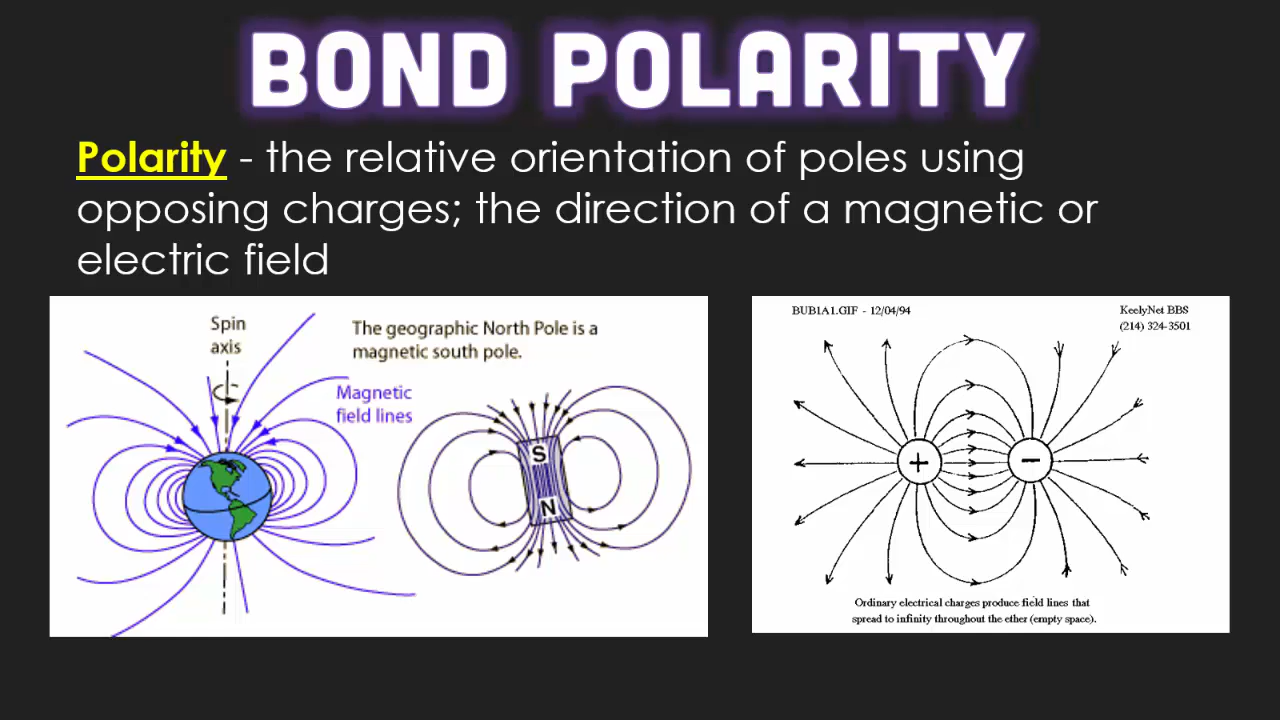 BOND POLARITY
Polarity - the relative orientation of poles using
opposing charges; the direction of a magnetic or
electric field
Spin
axis
The geographic North Pole is a
magnetic south pole.
Magnetic
field lines
S
N
BUB1A1.GIF - 12/04/94
KeelyNet BBS
(214) 324-3501
+
−
Ordinary electrical charges produce field lines that
spread to infinity throughout the ether (empty space).